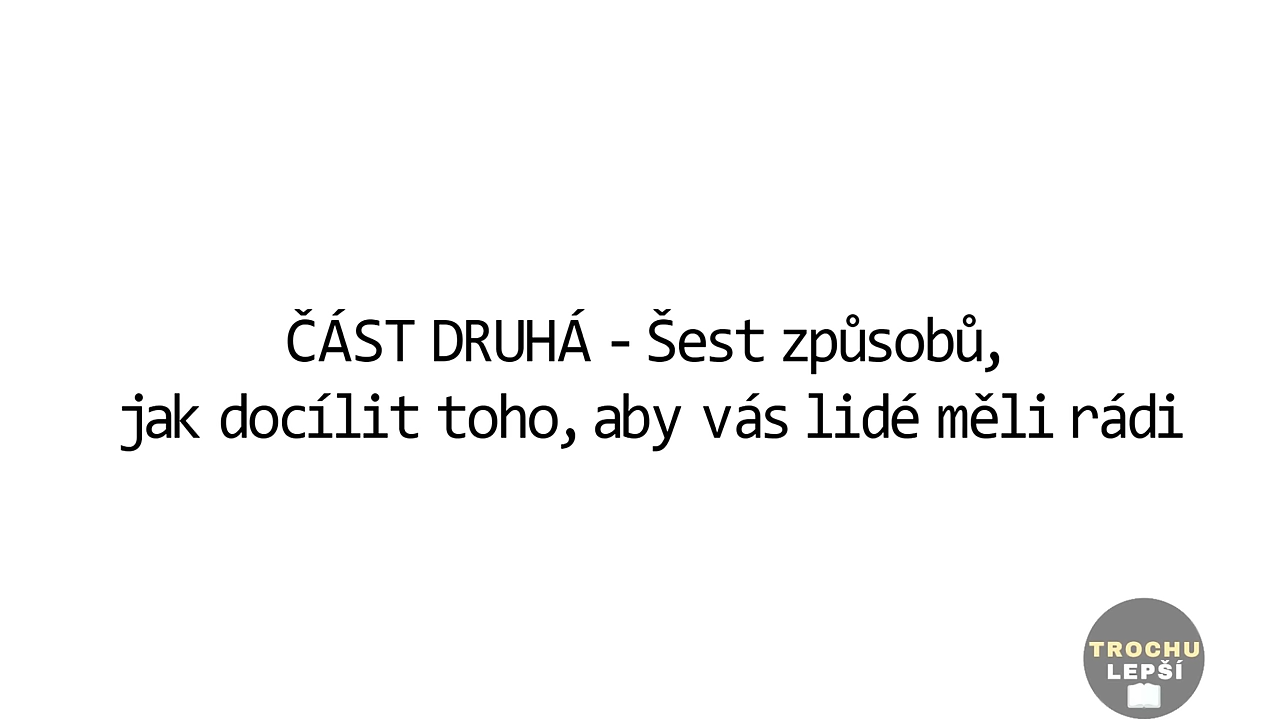 ČÁST DRUHÁ - Šest způsobů,
jak docílit toho, aby vás lidé měli rádi
TROCHU
LEPŠÍ